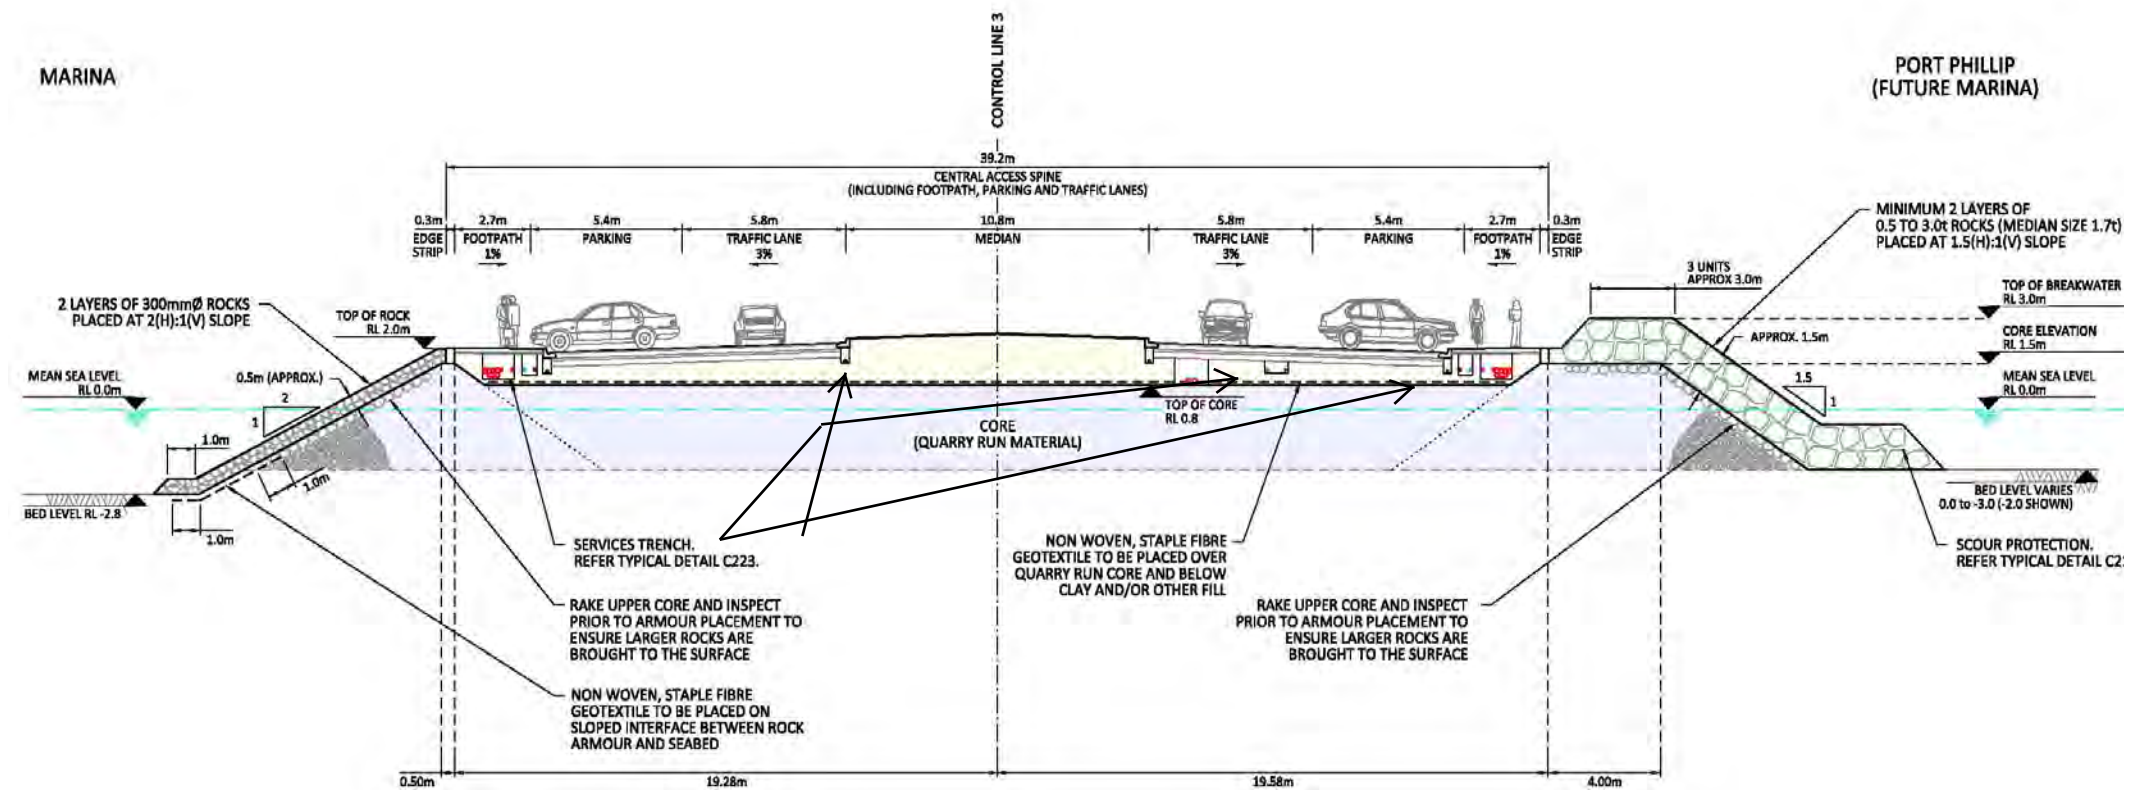 CONTROL LINE 3
MARINA
PORT PHILLIP
(FUTURE MARINA)
39.2m
CENTRAL ACCESS SPINE
(INCLUDING FOOTPATH, PARKING AND TRAFFIC LANES)
0.3m 2.7m 5.4m 5.8m 10.8m 5.8m 5.4m 2.7m 0.3m
EDGE STRIP FOOTPATH PARKING TRAFFIC LANE MEDIAN TRAFFIC LANE PARKING FOOTPATH EDGE STRIP
1% 3% 3% 1%
MINIMUM 2 LAYERS OF
0.5 TO 3.0t ROCKS (MEDIAN SIZE 1.7t)
PLACED AT 1.5(H):1(V) SLOPE
3 UNITS
APPROX 3.0m
TOP OF BREAKWATER
RL 3.0m
2 LAYERS OF 300mmØ ROCKS
PLACED AT 2(H):1(V) SLOPE
TOP OF ROCK
RL 2.0m
APPROX. 1.5m
CORE ELEVATION
RL 1.5m
MEAN SEA LEVEL
RL 0.0m
0.5m (APPROX.)
2
1
1.5
1
MEAN SEA LEVEL
RL 0.0m
TOP OF CORE
RL 0.8
CORE
(QUARRY RUN MATERIAL)
1.0m
1.0m
1.0m
BED LEVEL RL -2.8
BED LEVEL VARIES
0.0 to -3.0 (-2.0 SHOWN)
SERVICES TRENCH.
REFER TYPICAL DETAIL C223.
NON WOVEN, STAPLE FIBRE
GEOTEXTILE TO BE PLACED OVER
QUARRY RUN CORE AND BELOW
CLAY AND/OR OTHER FILL
SCOUR PROTECTION.
REFER TYPICAL DETAIL
RAKE UPPER CORE AND INSPECT
PRIOR TO ARMOUR PLACEMENT TO
ENSURE LARGER ROCKS ARE
BROUGHT TO THE SURFACE
RAKE UPPER CORE AND INSPECT
PRIOR TO ARMOUR PLACEMENT TO
ENSURE LARGER ROCKS ARE
BROUGHT TO THE SURFACE
NON WOVEN, STAPLE FIBRE
GEOTEXTILE TO BE PLACED ON
SLOPED INTERFACE BETWEEN ROCK
ARMOUR AND SEABED
0.50m 19.28m 19.58m 4.00m